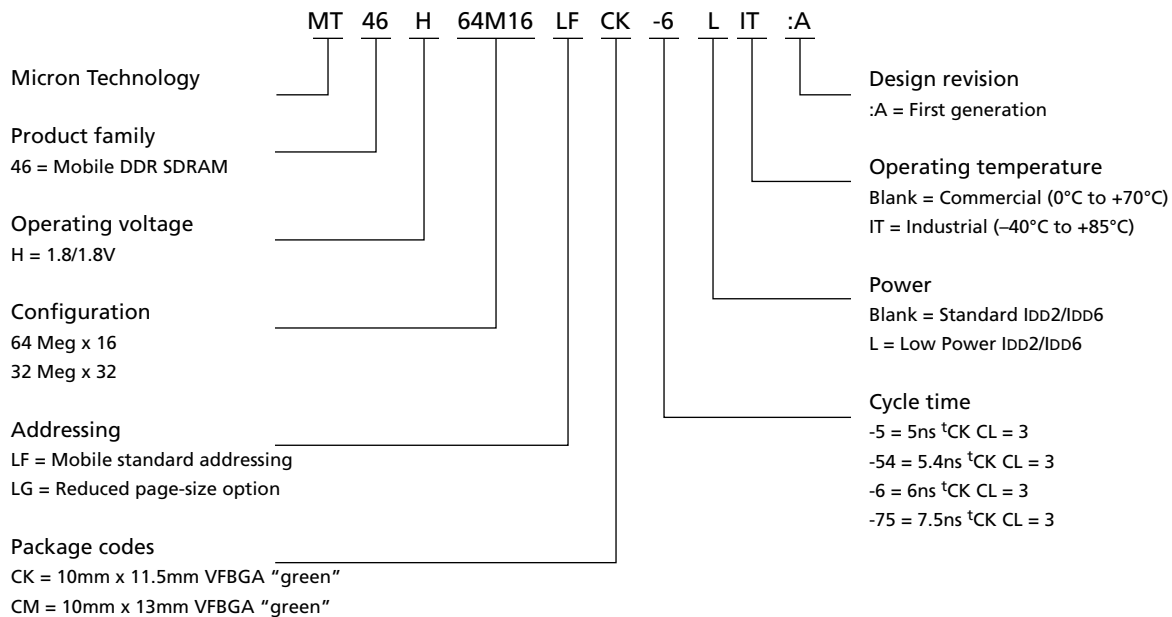 MT 46 H 64M16 LF CK -6 L IT :A
Micron Technology
Product family
46 = Mobile DDR SDRAM
Operating voltage
H = 1.8/1.8V
Configuration
64 Meg x 16
32 Meg x 32
Addressing
LF = Mobile standard addressing
LG = Reduced page-size option
Package codes
CK = 10mm x 11.5mm VFBGA “green”
CM = 10mm x 13mm VFBGA “green”
Design revision
:A = First generation
Operating temperature
Blank = Commercial (0°C to +70°C)
IT = Industrial (–40°C to +85°C)
Power
Blank = Standard IDD2/IDD6
L = Low Power IDD2/IDD6
Cycle time
-5 = 5ns tCK CL = 3
-54 = 5.4ns tCK CL = 3
-6 = 6ns tCK CL = 3
-75 = 7.5ns tCK CL = 3